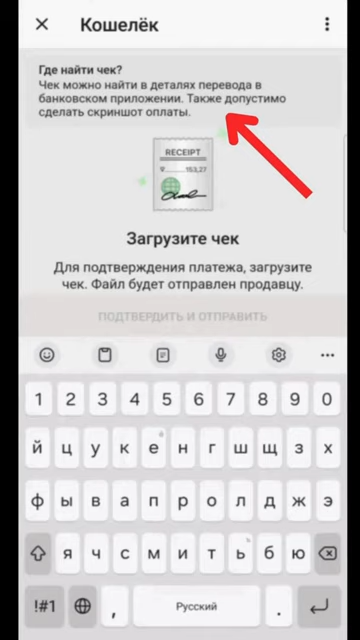 Кошелёк
Где найти чек?
Чек можно найти в деталях перевода в
банковском приложении. Также допустимо
сделать скриншот оплаты.
RECEIPT
153,27
Загрузите чек
Для подтверждения платежа, загрузите
чек. Файл будет отправлен продавцу.
ПОДТВЕРДИТЬ И ОТПРАВИТЬ
1 2 3 4 5 6 7 8 9 0
й ц у к е н г ш щ з х
ф ы в а п р о л д ж э
я ч с м и т ь б ю
!#1 , Русский .